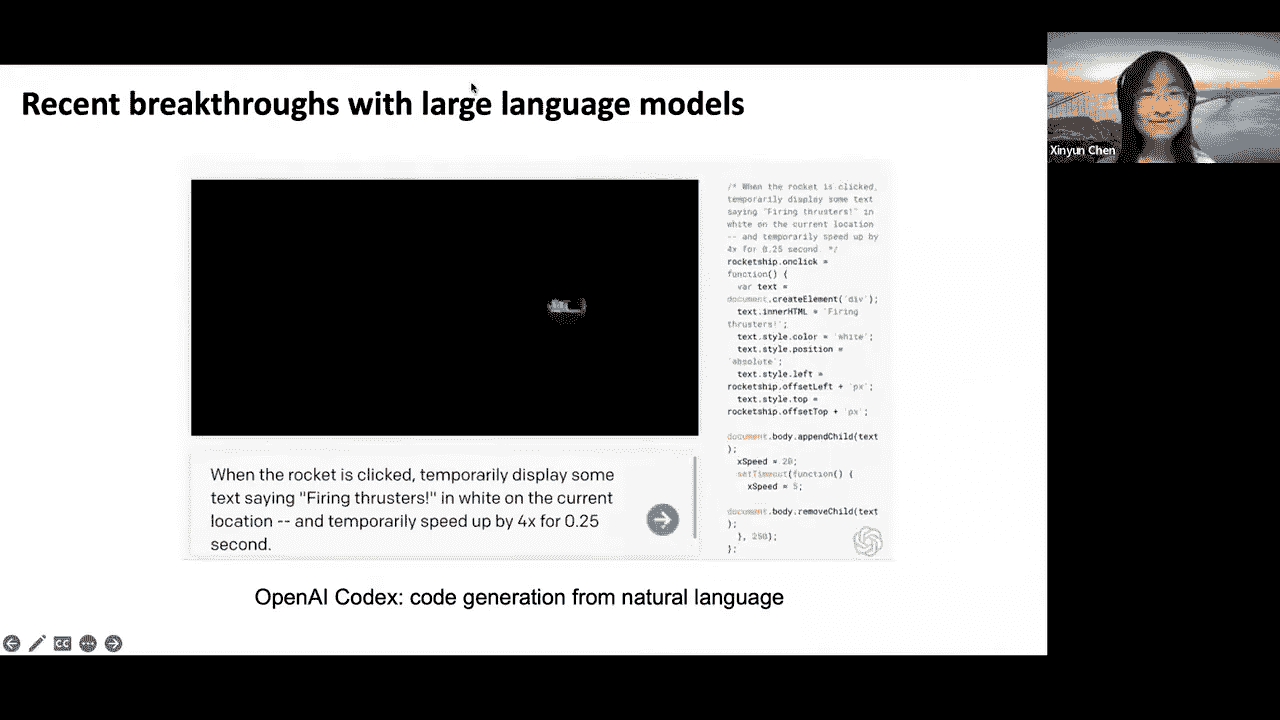 Recent breakthroughs with large language models
Xinyun Chen
/* When the rocket is clicked,
temporarily display some text
saying "Firing thrusters!" in
white on the current location
-- and temporarily speed up by
4x for 0.25 second. */
rocketship.onclick =
function() {
var text =
document.createElement('div');
text.innerHTML = 'Firing
thrusters!';
text.style.color = 'white';
text.style.position =
'absolute';
text.style.left =
rocketship.offsetLeft + 'px';
text.style.top =
rocketship.offsetTop + 'px';
document.body.appendChild(text
);
xSpeed = 20;
setTimeout(function() {
xSpeed = 5;
document.body.removeChild(text
);
}, 250);
};
When the rocket is clicked, temporarily display some
text saying "Firing thrusters!" in white on the current
location -- and temporarily speed up by 4x for 0.25
second.
OpenAI Codex: code generation from natural language
CC